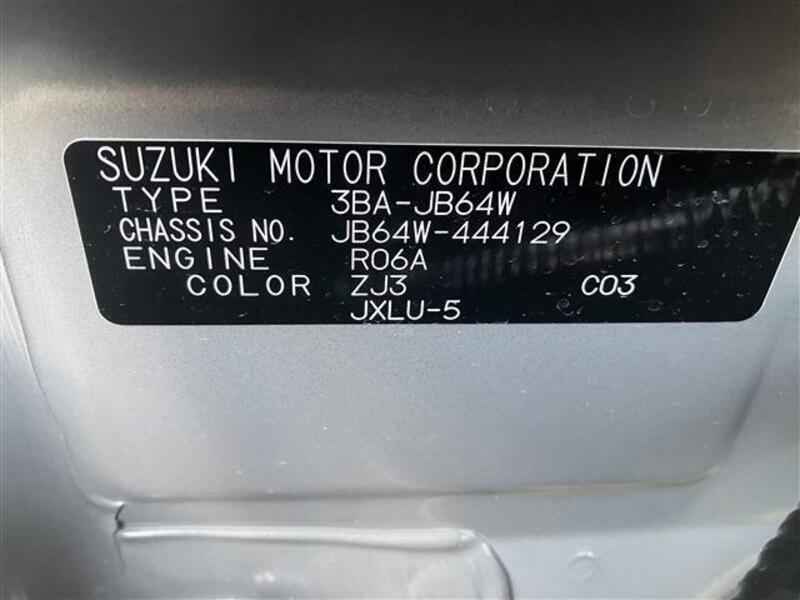 SUZUKI MOTOR CORPORATION
TYPE 3BA-JB64W
CHASSIS NO. JB64W-444129
ENGINE R06A
COLOR ZJ3 C03
JXLU-5